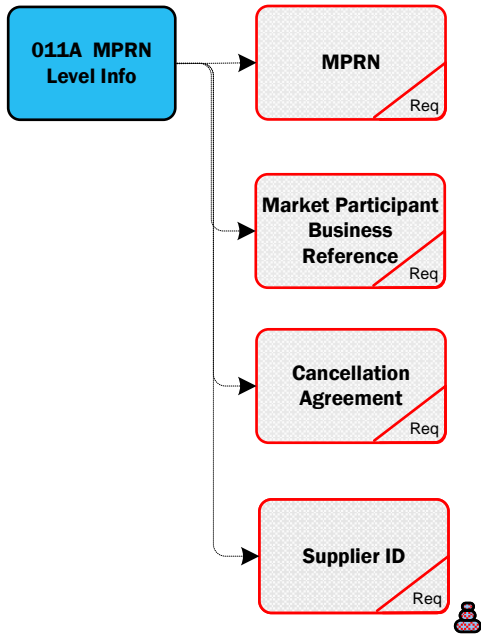 011A MPRN
Level Info
MPRN
Req
Market Participant
Business
Reference
Req
Cancellation
Agreement
Req
Supplier ID
Req